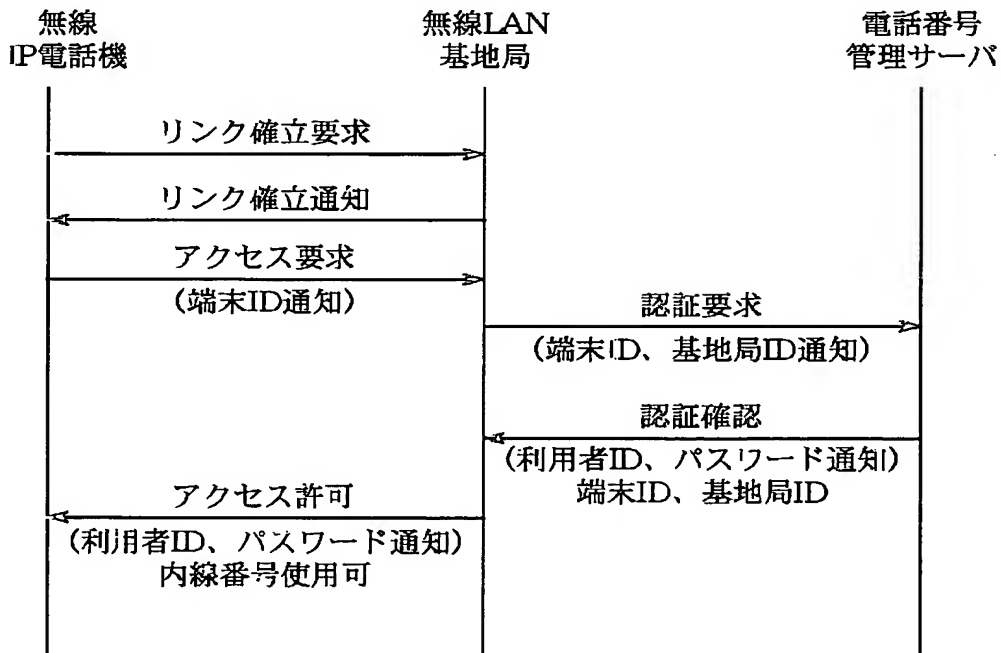 無線
IP電話機
無線LAN
基地局
電話番号
管理サーバ
リンク確立要求
リンク確立通知
アクセス要求
(端末ID通知)
認証要求
(端末ID、基地局ID通知)
認証確認
(利用者ID、パスワード通知)
端末ID、基地局ID
アクセス許可
(利用者ID、パスワード通知)
内線番号使用可